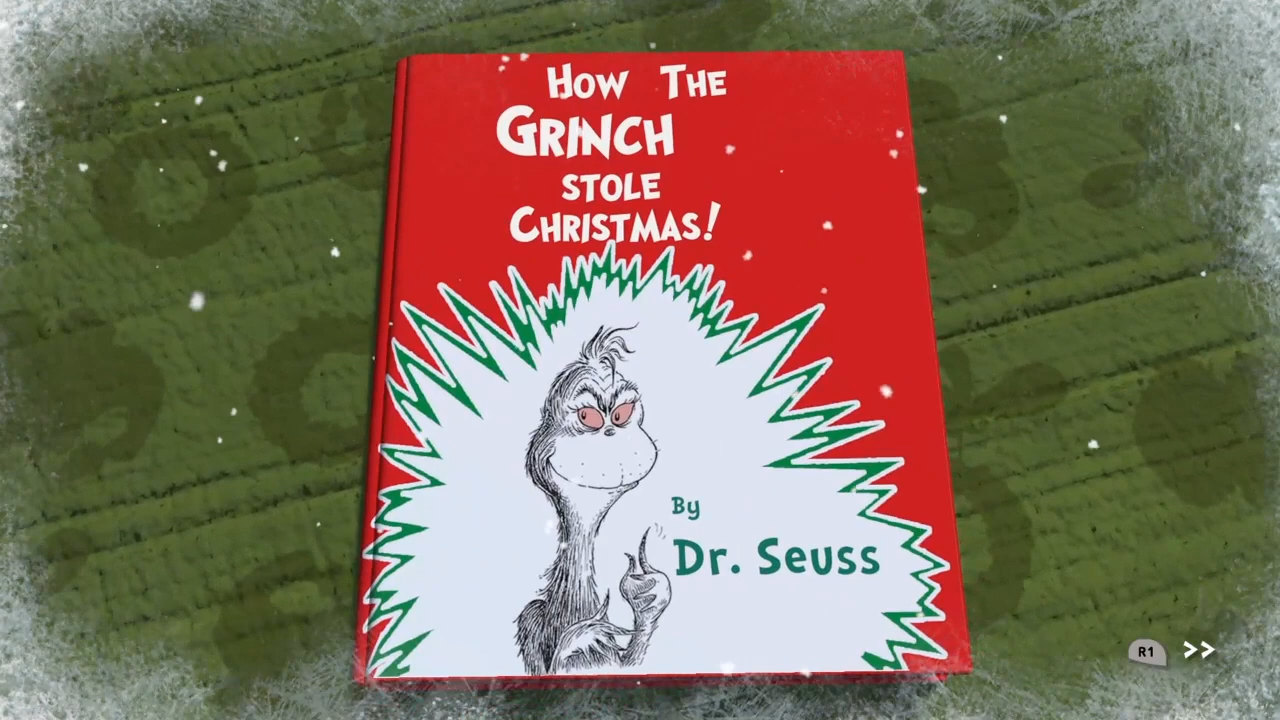 How The
Grinch
stole
Christmas!
By
Dr. Seuss
R1 >>